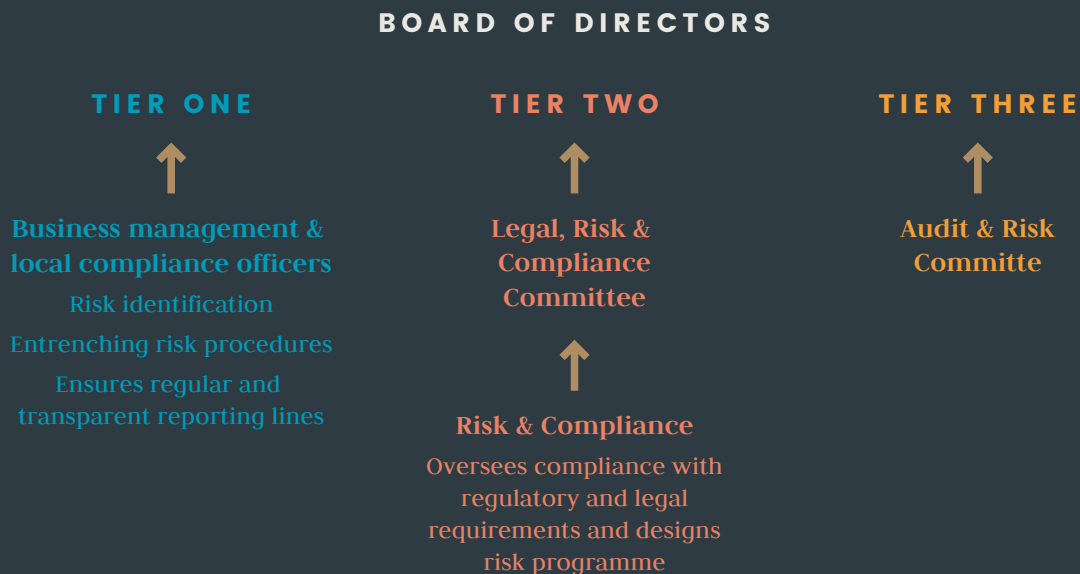 BOARD OF DIRECTORS
TIER ONE
Business management &
local compliance officers
Risk identification
Entrenching risk procedures
Ensures regular and
transparent reporting lines
TIER TWO
Legal, Risk &
Compliance
Committee
Risk & Compliance
Oversees compliance with
regulatory and legal
requirements and designs
risk programme
TIER THREE
Audit & Risk
Committe